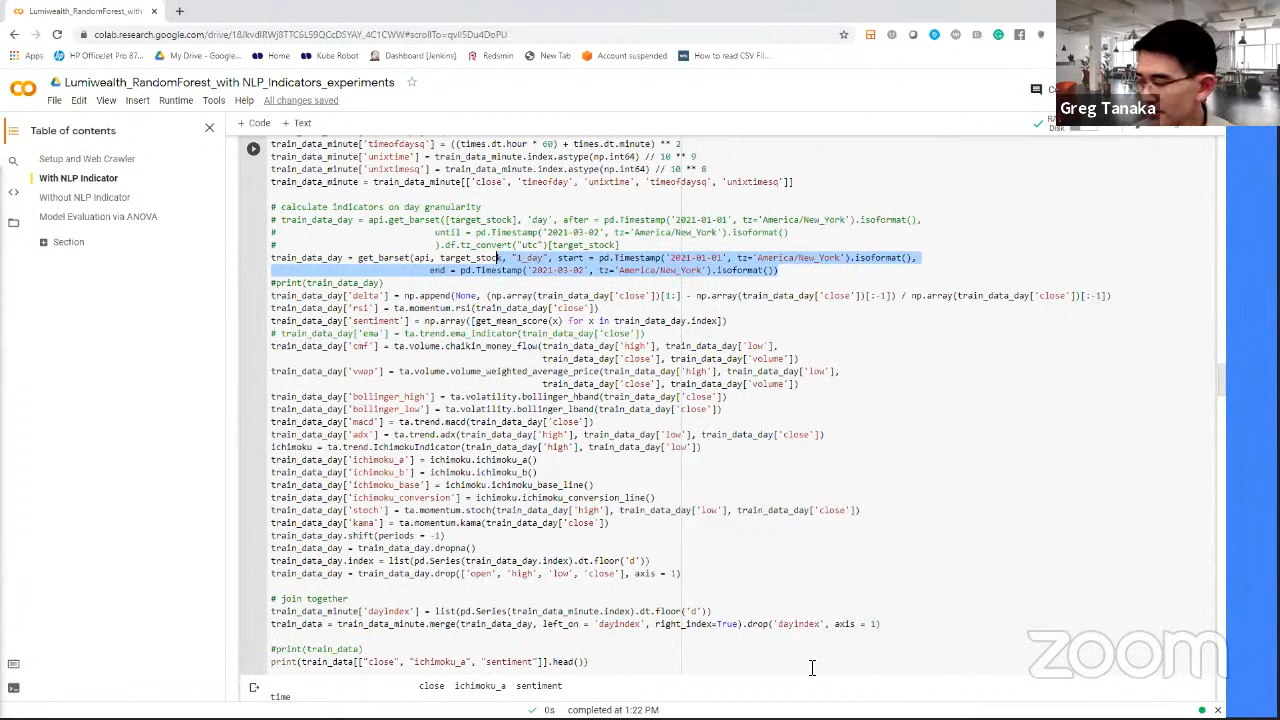 Lumiwealth_RandomForest_with
colab.research.google.com/drive/18JkvdlRWj8TTC6L59QCcDSYAY_4C1CWW#scrollTo=qvlI5Du4DoPU
Apps
HP OfficeJet Pro 87...
My Drive - Google...
Home
Kube Robot
Dashboard [Jenkins]
Redsmin
New Tab
Account suspended
How to read CSV File...
Greg Tanaka
Lumiwealth_RandomForest_with NLP_Indicators_experiments
File Edit View Insert Runtime Tools Help All changes saved
Table of contents
+ Code + Text
Disk
Setup and Web Crawler
With NLP Indicator
Without NLP Indicator
Model Evaluation via ANOVA
Section
train_data_minute['timeofdaysq'] = ((times.dt.hour * 60) + times.dt.minute) ** 2
train_data_minute['unixtime'] = train_data_minute.index.astype(np.int64) // 10 ** 9
train_data_minute['unixtimesq'] = train_data_minute.index.astype(np.int64) // 10 ** 8
train_data_minute = train_data_minute[['close', 'timeofday', 'unixtime', 'timeofdaysq', 'unixtimesq']]
# calculate indicators on day granularity
# train_data_day = api.get_barset([target_stock], 'day', after = pd.Timestamp('2021-01-01', tz='America/New_York').isoformat(),
# until = pd.Timestamp('2021-03-02', tz='America/New_York').isoformat()
# ).df.tz_convert("utc")[target_stock]
train_data_day = get_barset(api, target_stock, "1_day", start = pd.Timestamp('2021-01-01', tz='America/New_York').isoformat(),
end = pd.Timestamp('2021-03-02', tz='America/New_York').isoformat())
#print(train_data_day)
train_data_day['delta'] = np.append(None, (np.array(train_data_day['close'])[1:] - np.array(train_data_day['close'])[:-1]) / np.array(train_data_day['close'])[:-1])
train_data_day['rsi'] = ta.momentum.rsi(train_data_day['close'])
train_data_day['sentiment'] = np.array([get_mean_score(x) for x in train_data_day.index])
# train_data_day['ema'] = ta.trend.ema_indicator(train_data_day['close'])
train_data_day['cmf'] = ta.volume.chaikin_money_flow(train_data_day['high'], train_data_day['low'],
train_data_day['close'], train_data_day['volume'])
train_data_day['vwap'] = ta.volume.volume_weighted_average_price(train_data_day['high'], train_data_day['low'],
train_data_day['close'], train_data_day['volume'])
train_data_day['bollinger_high'] = ta.volatility.bollinger_hband(train_data_day['close'])
train_data_day['bollinger_low'] = ta.volatility.bollinger_lband(train_data_day['close'])
train_data_day['macd'] = ta.trend.macd(train_data_day['close'])
train_data_day['adx'] = ta.trend.adx(train_data_day['high'], train_data_day['low'], train_data_day['close'])
ichimoku = ta.trend.IchimokuIndicator(train_data_day['high'], train_data_day['low'])
train_data_day['ichimoku_a'] = ichimoku.ichimoku_a()
train_data_day['ichimoku_b'] = ichimoku.ichimoku_b()
train_data_day['ichimoku_base'] = ichimoku.ichimoku_base_line()
train_data_day['ichimoku_conversion'] = ichimoku.ichimoku_conversion_line()
train_data_day['stoch'] = ta.momentum.stoch(train_data_day['high'], train_data_day['low'], train_data_day['close'])
train_data_day['kama'] = ta.momentum.kama(train_data_day['close'])
train_data_day.shift(periods = -1)
train_data_day = train_data_day.dropna()
train_data_day.index = list(pd.Series(train_data_day.index).dt.floor('d'))
train_data_day = train_data_day.drop(['open', 'high', 'low', 'close'], axis = 1)
# join together
train_data_minute['dayindex'] = list(pd.Series(train_data_minute.index).dt.floor('d'))
train_data = train_data_minute.merge(train_data_day, left_on = 'dayindex', right_index=True).drop('dayindex', axis = 1)
#print(train_data)
print(train_data[["close", "ichimoku_a", "sentiment"]].head())
close ichimoku_a sentiment
time
0s completed at 1:22 PM
zoom